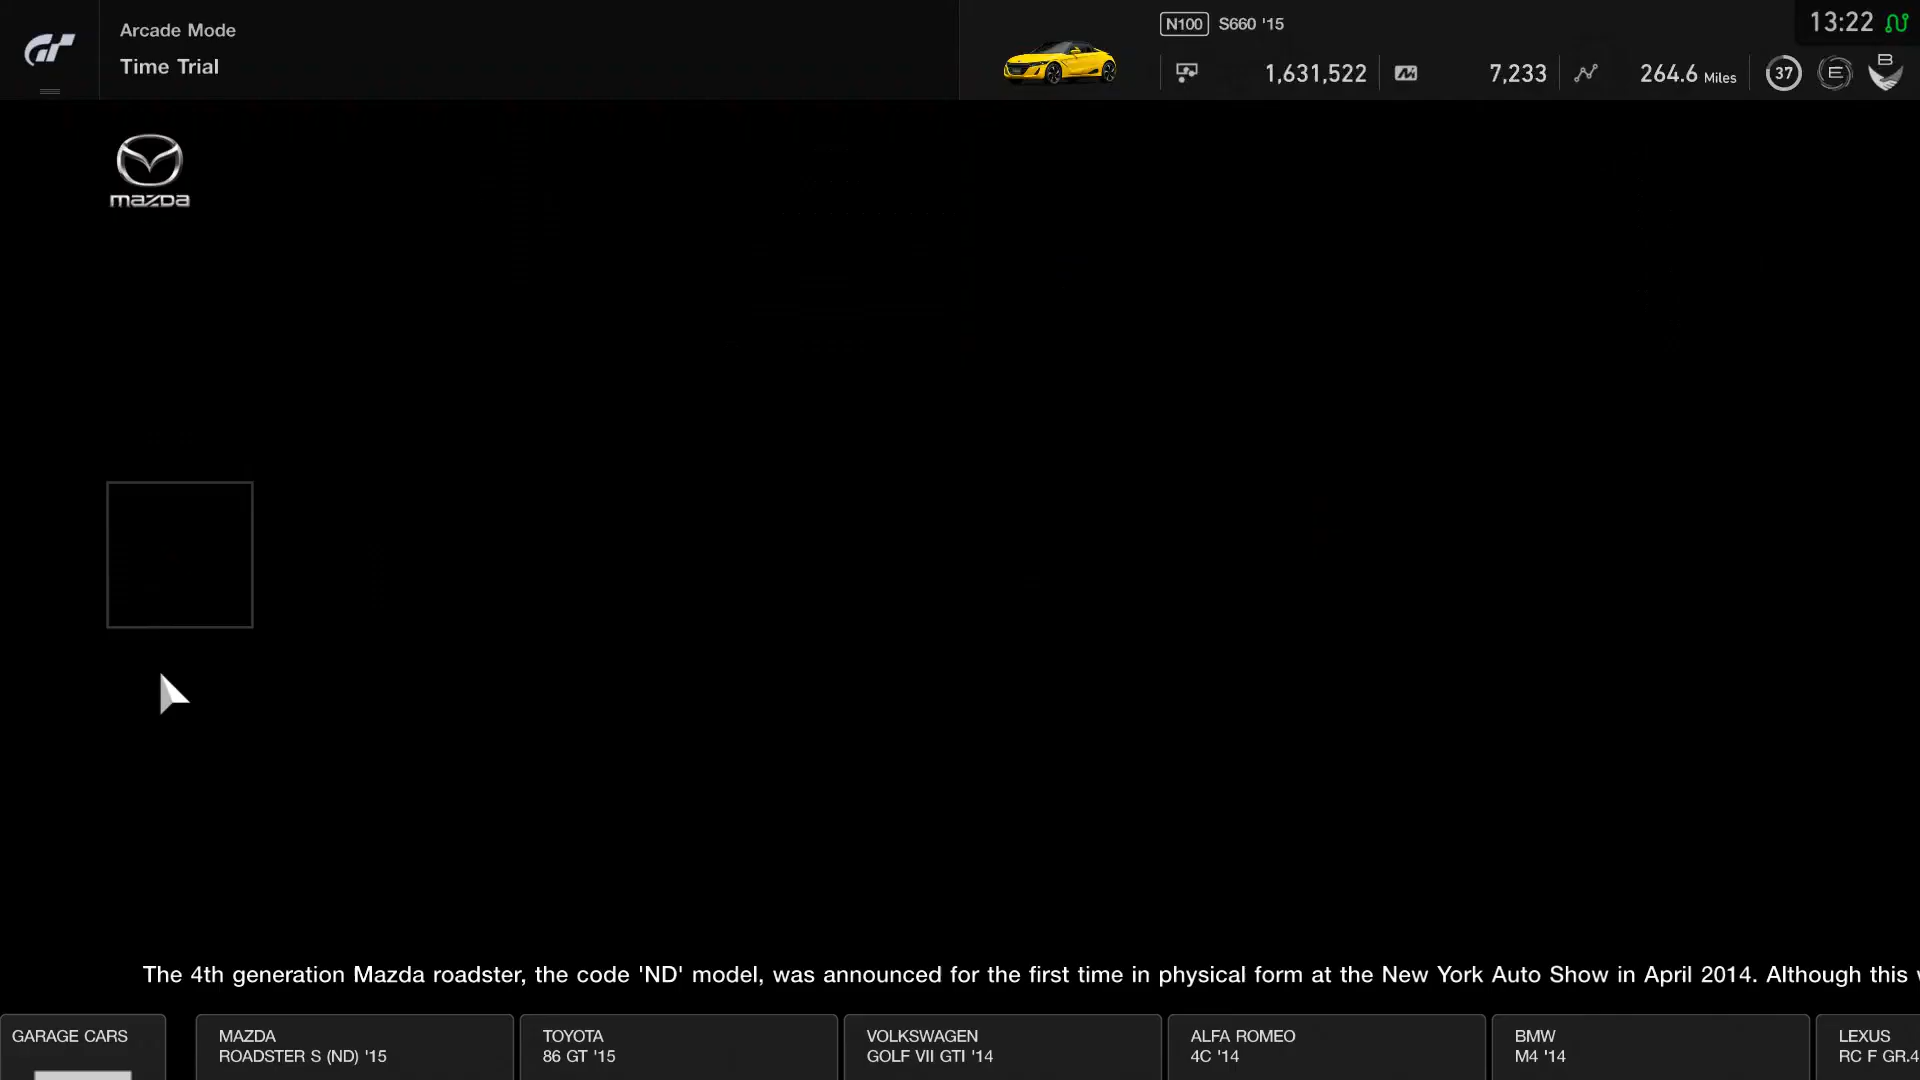 Arcade Mode
Time Trial
N100 S660 '15
13:22
1,631,522
7,233
264.6 Miles
37
E
B
mazda
The 4th generation Mazda roadster, the code 'ND' model, was announced for the first time in physical form at the New York Auto Show in April 2014. Although this
GARAGE CARS
MAZDA
ROADSTER S (ND) '15
TOYOTA
86 GT '15
VOLKSWAGEN
GOLF VII GTI '14
ALFA ROMEO
4C '14
BMW
M4 '14
LEXUS
RC F GR.4